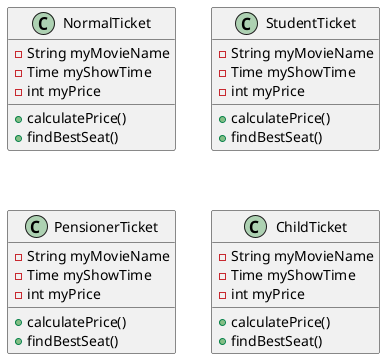 C NormalTicket
String myMovieName
Time myShowTime
int myPrice
calculatePrice()
findBestSeat()
C StudentTicket
String myMovieName
Time myShowTime
int myPrice
calculatePrice()
findBestSeat()
C PensionerTicket
String myMovieName
Time myShowTime
int myPrice
calculatePrice()
findBestSeat()
C ChildTicket
String myMovieName
Time myShowTime
int myPrice
calculatePrice()
findBestSeat()